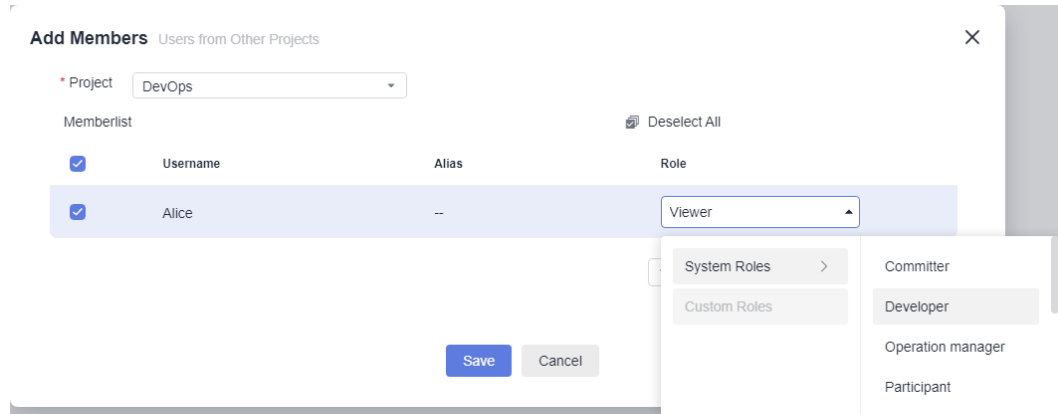 Add Members Users from Other Projects
* Project DevOps
Memberlist Deselect All
Username Alias Role
Alice -- Viewer
System Roles Committer
Custom Roles Developer
Operation manager
Save Cancel
Participant